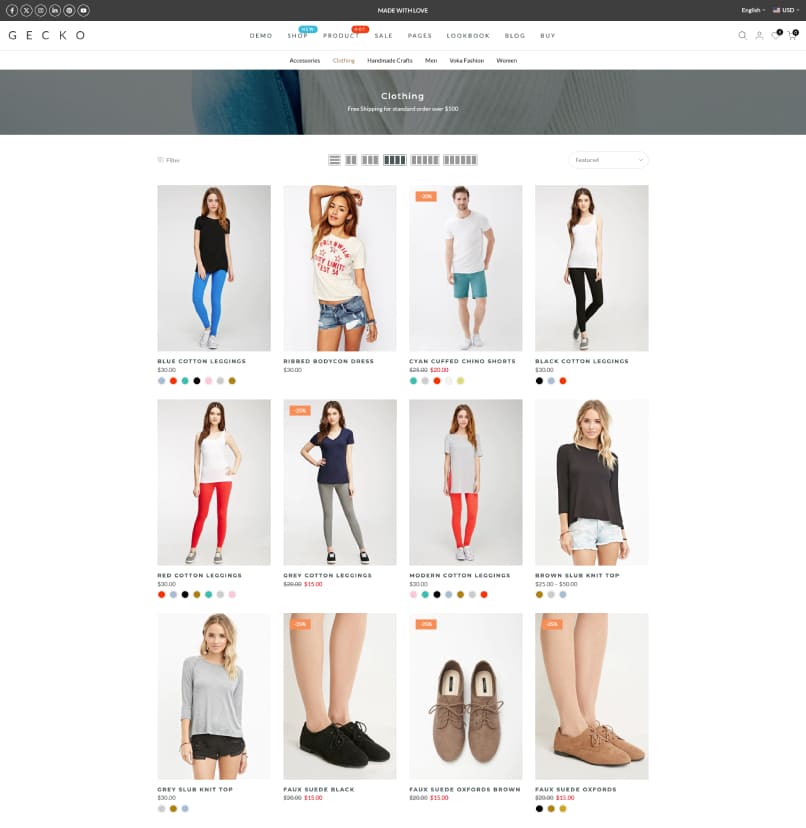 MADE WITH LOVE
English
USD
GECKO
NEW
HOT
DEMO SHOP PRODUCT SALE PAGES LOOKBOOK BLOG BUY
0
0
Accessories Clothing Handmade Crafts Men Voka Fashion Women
Clothing
Free Shipping for standard order over $500
Filter
Featured
-20%
BLUE COTTON LEGGINGS
$30.00
RIBBED BODYCON DRESS
$30.00
CYAN CUFFED CHINO SHORTS
$25.00 $20.00
BLACK COTTON LEGGINGS
$30.00
-25%
RED COTTON LEGGINGS
$30.00
GREY COTTON LEGGINGS
$20.00 $15.00
MODERN COTTON LEGGINGS
$30.00
BROWN SLUB KNIT TOP
$25.00 – $50.00
-25%
-25%
-25%
GREY SLUB KNIT TOP
$30.00
FAUX SUEDE BLACK
$20.00 $15.00
FAUX SUEDE OXFORDS BROWN
$20.00 $15.00
FAUX SUEDE OXFORDS
$20.00 $15.00